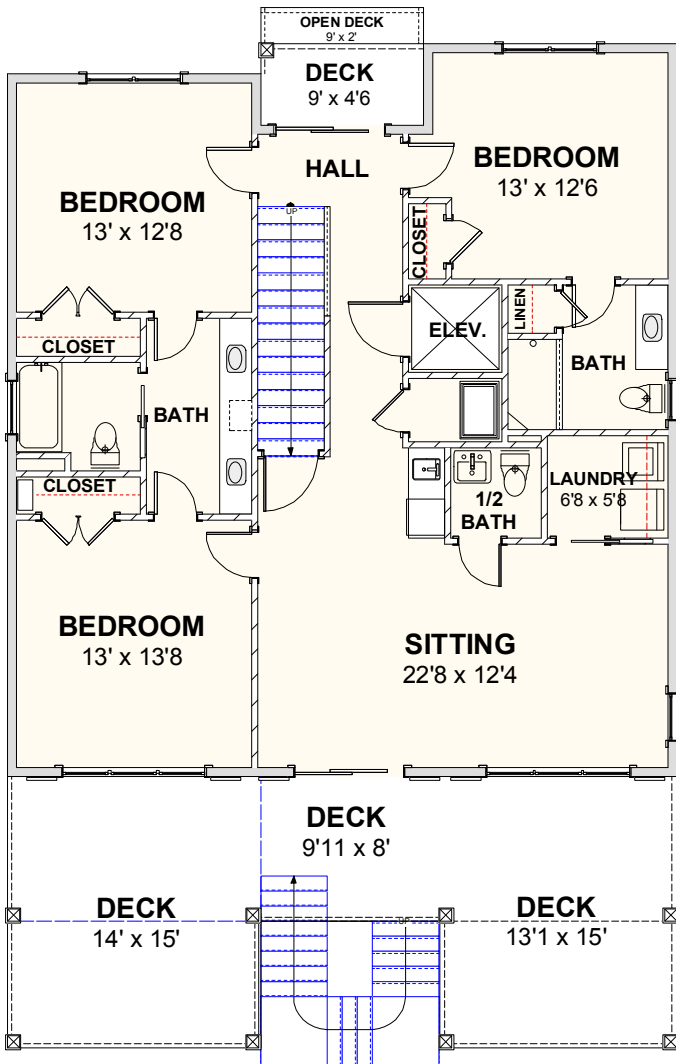 OPEN DECK
9' x 2'
DECK
9' x 4'6
HALL
BEDROOM
13' x 12'6
BEDROOM
13' x 12'8
UP
CLOSET
ELEV.
LINEN
CLOSET
BATH
BATH
CLOSET
LAUNDRY
6'8 x 5'8
1/2
BATH
BEDROOM
13' x 13'8
SITTING
22'8 x 12'4
DECK
9'11 x 8'
DECK
14' x 15'
UP
DECK
13'1 x 15'